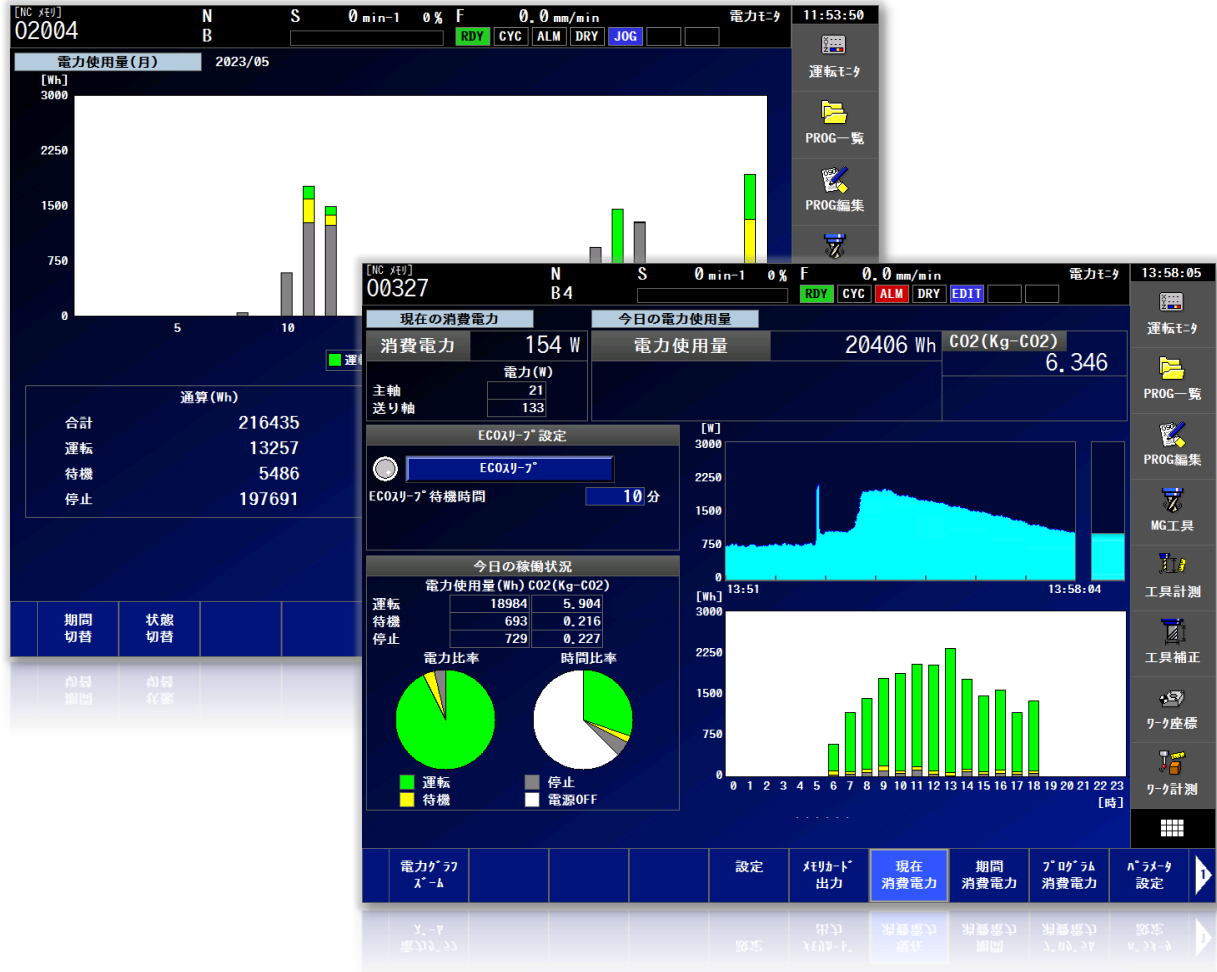 [NC ﾒﾓﾘ]
O2004
N
B
S 0 min-1 0 % F 0. 0 mm/min
RDY CYC ALM DRY JOG
電力ﾓﾆﾀ
11:53:50
運転ﾓﾆﾀ
PROG一覧
PROG編集
電力使用量(月) 2023/05
[Wh]
3000
2250
1500
750
0
5 10
通算(Wh)
合計 216435
運転 13257
待機 5486
停止 197691
期間
切替
状態
切替
[NC ﾒﾓﾘ]
O0327
N
B 4
S 0 min-1 0 % F 0. 0 mm/min
RDY CYC ALM DRY EDIT
電力ﾓﾆﾀ
13:58:05
現在の消費電力
消費電力 154 W
電力(W)
主軸 21
送り軸 133
今日の電力使用量
電力使用量 20406 Wh CO2(Kg-CO2)
6. 346
ECOｽﾘｰﾌﾟ設定
ECOｽﾘｰﾌﾟ
ECOｽﾘｰﾌﾟ待機時間 10 分
今日の稼働状況
電力使用量(Wh) CO2(Kg-CO2)
運転 18984 5. 904
待機 693 0. 216
停止 729 0. 227
電力比率 時間比率
運転 停止
待機 電源OFF
[W]
3000
2250
1500
750
0
13:51 13:58:04
[Wh]
3000
2250
1500
750
0
0 1 2 3 4 5 6 7 8 9 10 11 12 13 14 15 16 17 18 19 20 21 22 23
[時]
運転ﾓﾆﾀ
PROG一覧
PROG編集
MG工具
工具計測
工具補正
ﾜｰｸ座標
ﾜｰｸ計測
電力ｸﾞﾗﾌ
ｽﾞｰﾑ
設定
ﾒﾓﾘｶｰﾄﾞ
出力
現在
消費電力
期間
消費電力
ﾌﾟﾛｸﾞﾗﾑ
消費電力
ﾊﾟﾗﾒｰﾀ
設定
1